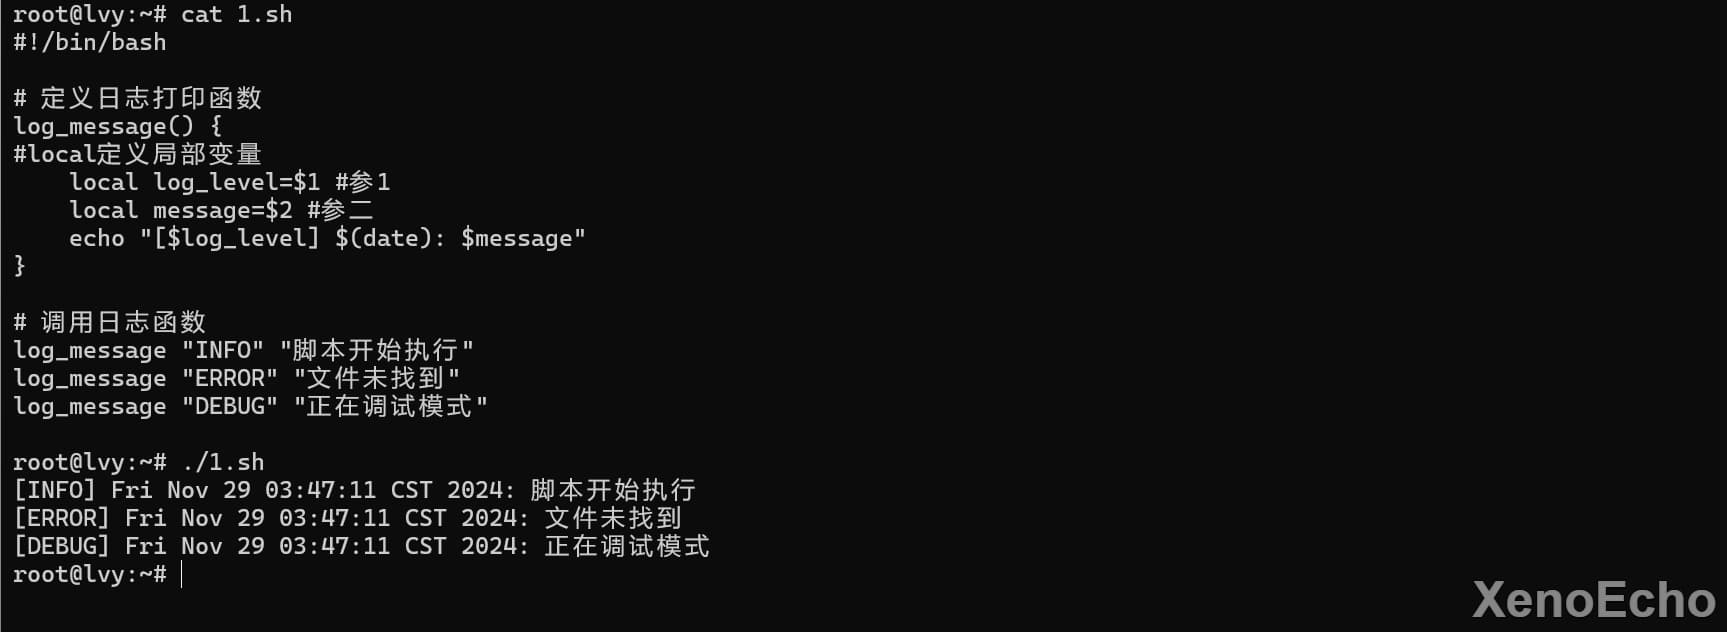 root@lvy:~# cat 1.sh
#!/bin/bash
# 定义日志打印函数
log_message() {
#local定义局部变量
    local log_level=$1 #参1
    local message=$2 #参二
    echo "[$log_level] $(date): $message"
}
# 调用日志函数
log_message "INFO" "脚本开始执行"
log_message "ERROR" "文件未找到"
log_message "DEBUG" "正在调试模式"
root@lvy:~# ./1.sh
[INFO] Fri Nov 29 03:47:11 CST 2024: 脚本开始执行
[ERROR] Fri Nov 29 03:47:11 CST 2024: 文件未找到
[DEBUG] Fri Nov 29 03:47:11 CST 2024: 正在调试模式
root@lvy:~#
XenoEcho